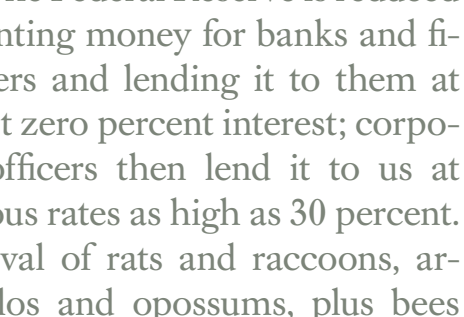 he Federal Reserve is reduced
nting money for banks and fi-
ers and lending it to them at
t zero percent interest; corpo-
officers then lend it to us at
ous rates as high as 30 percent.
val of rats and raccoons, ar-
los and opossums, plus bees